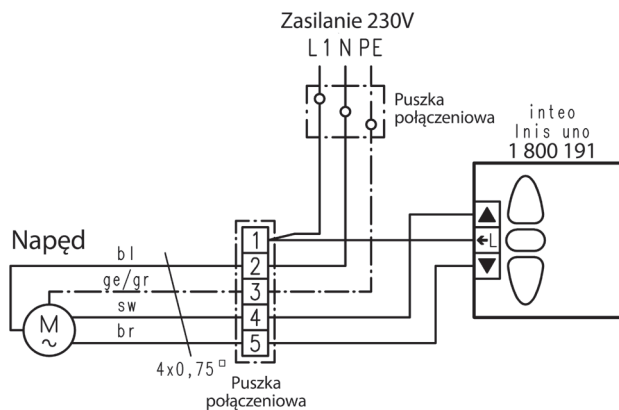 Zasilanie 230V
L1 N PE
Puszka
połączeniowa
inteo
Inis uno
1 800 191
▲
←L
▼
Napęd
bl
ge/gr
sw
br
M
~
4x0,75□
1
2
3
4
5
Puszka
połączeniowa